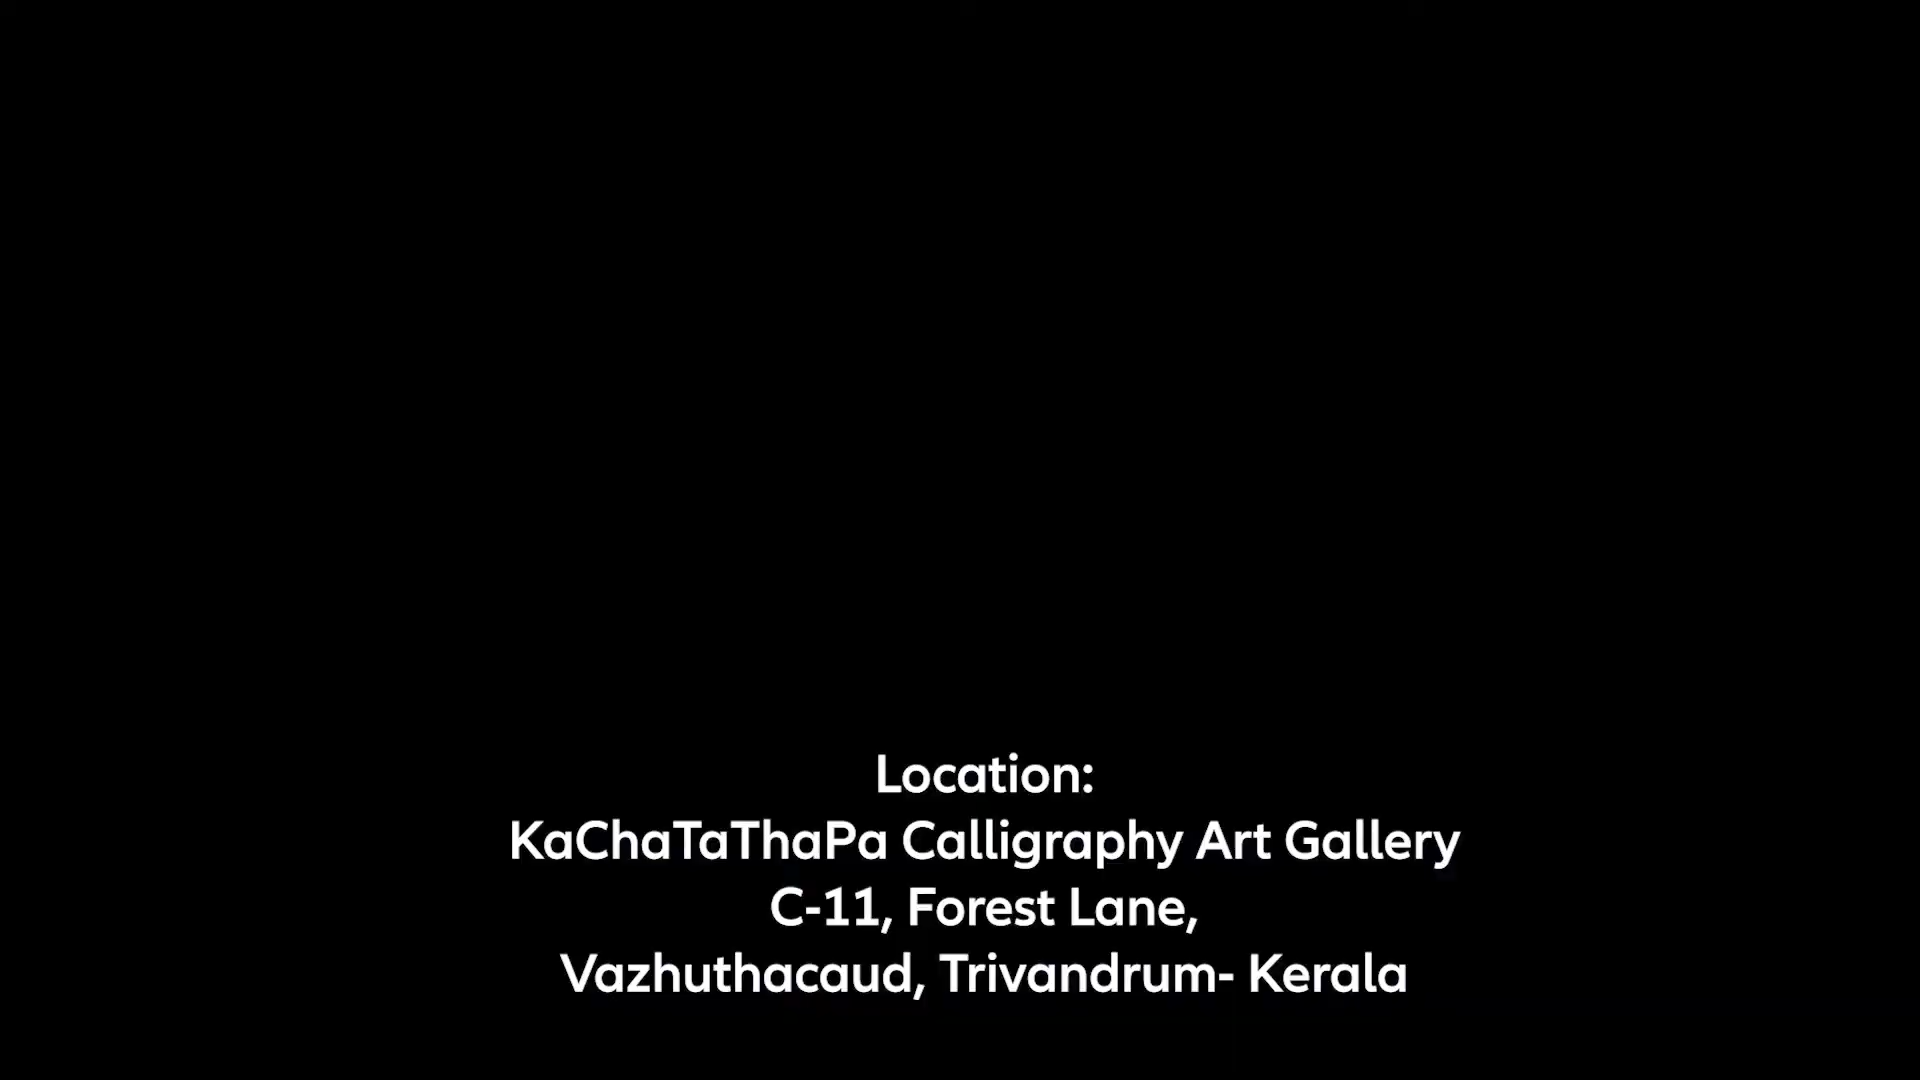 Location:
KaChaTaThaPa Calligraphy Art Gallery
C-11, Forest Lane,
Vazhuthacaud, Trivandrum- Kerala